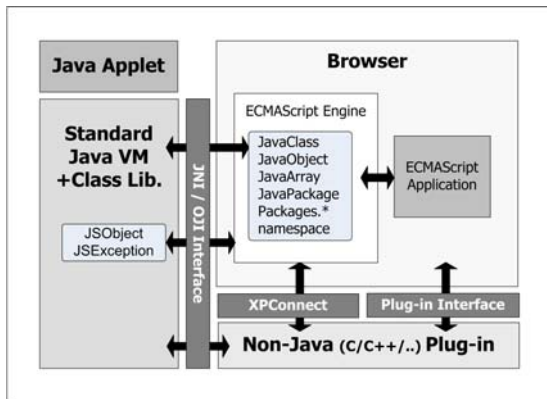 Java Applet
Standard
Java VM
+Class Lib.
JSObject
JSException
JNI / OJI Interface
Browser
ECMAScript Engine
JavaClass
JavaObject
JavaArray
JavaPackage
Packages.*
namespace
ECMAScript
Application
XPConnect
Plug-in Interface
Non-Java (C/C++/..) Plug-in